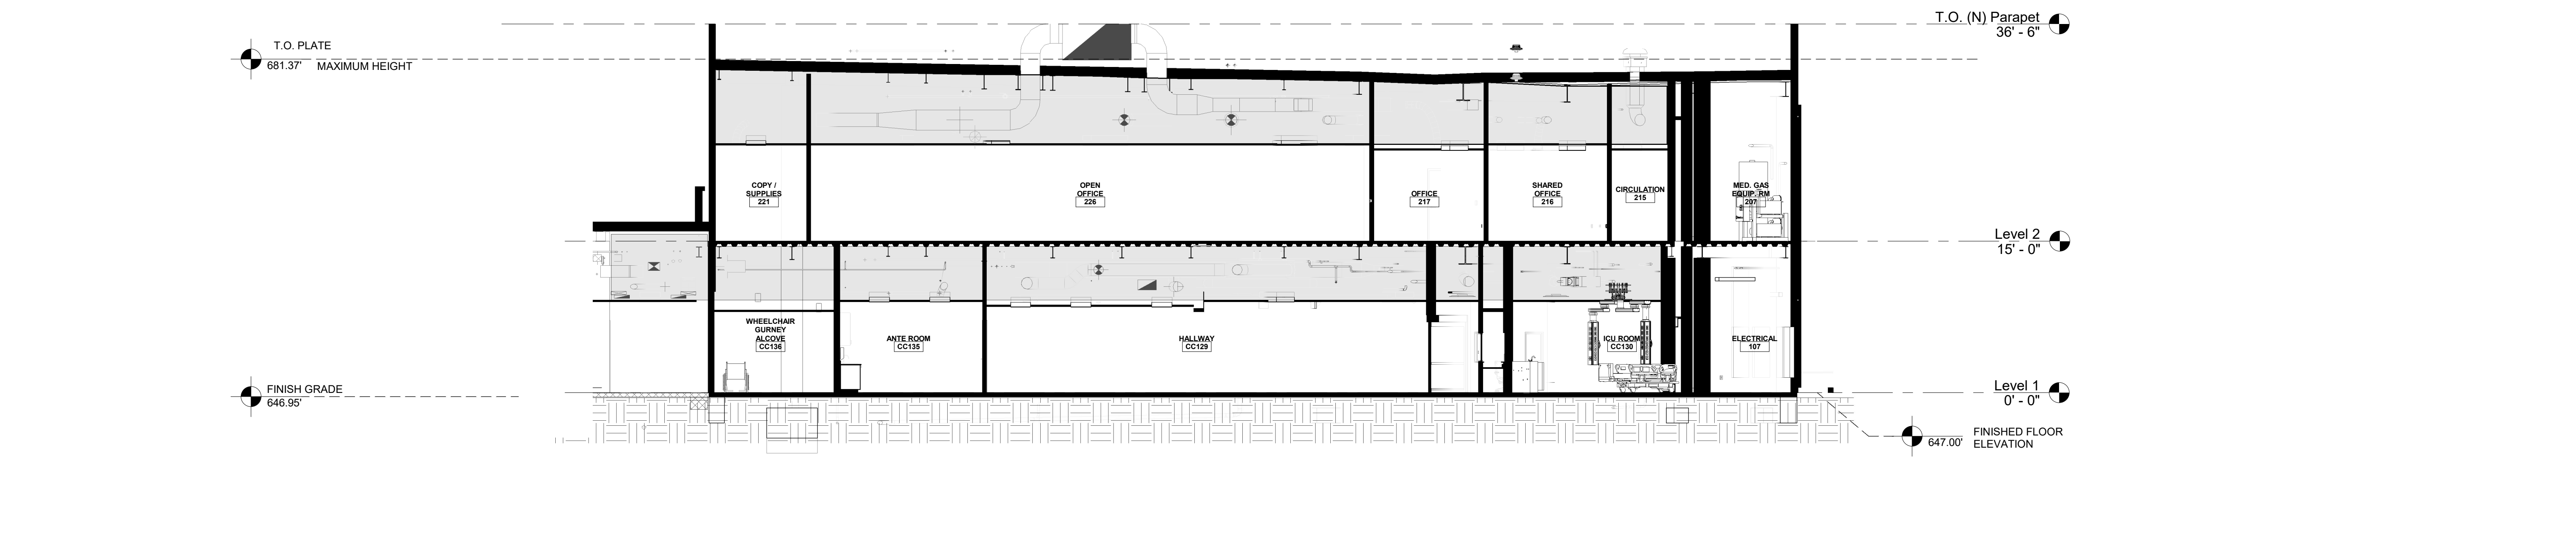 T.O. (N) Parapet
36' - 6"
T.O. PLATE
681.37' MAXIMUM HEIGHT
COPY /
SUPPLIES
221
OPEN
OFFICE
226
OFFICE
217
SHARED
OFFICE
216
CIRCULATION
215
MED. GAS
EQUIP. RM
207
Level 2
15' - 0"
WHEELCHAIR
GURNEY
ALCOVE
CC136
ANTE ROOM
CC135
HALLWAY
CC129
ICU ROOM
CC130
ELECTRICAL
107
FINISH GRADE
646.95'
Level 1
0' - 0"
647.00'
FINISHED FLOOR
ELEVATION